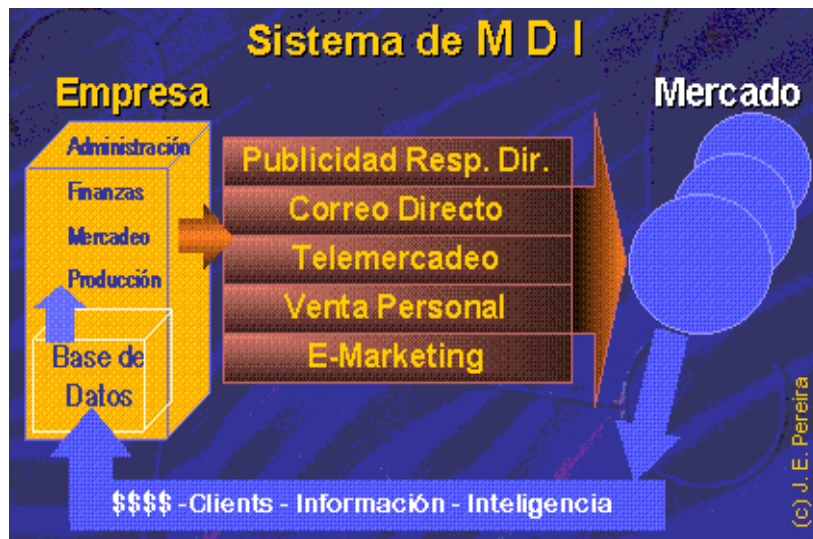 Sistema de M D I
Empresa
Mercado
Administración
Finanzas
Mercadeo
Producción
Base de
Datos
Publicidad Resp. Dir.
Correo Directo
Telemercadeo
Venta Personal
E-Marketing
$$$$ -Clients - Información - Inteligencia
(c) J. E. Pereira